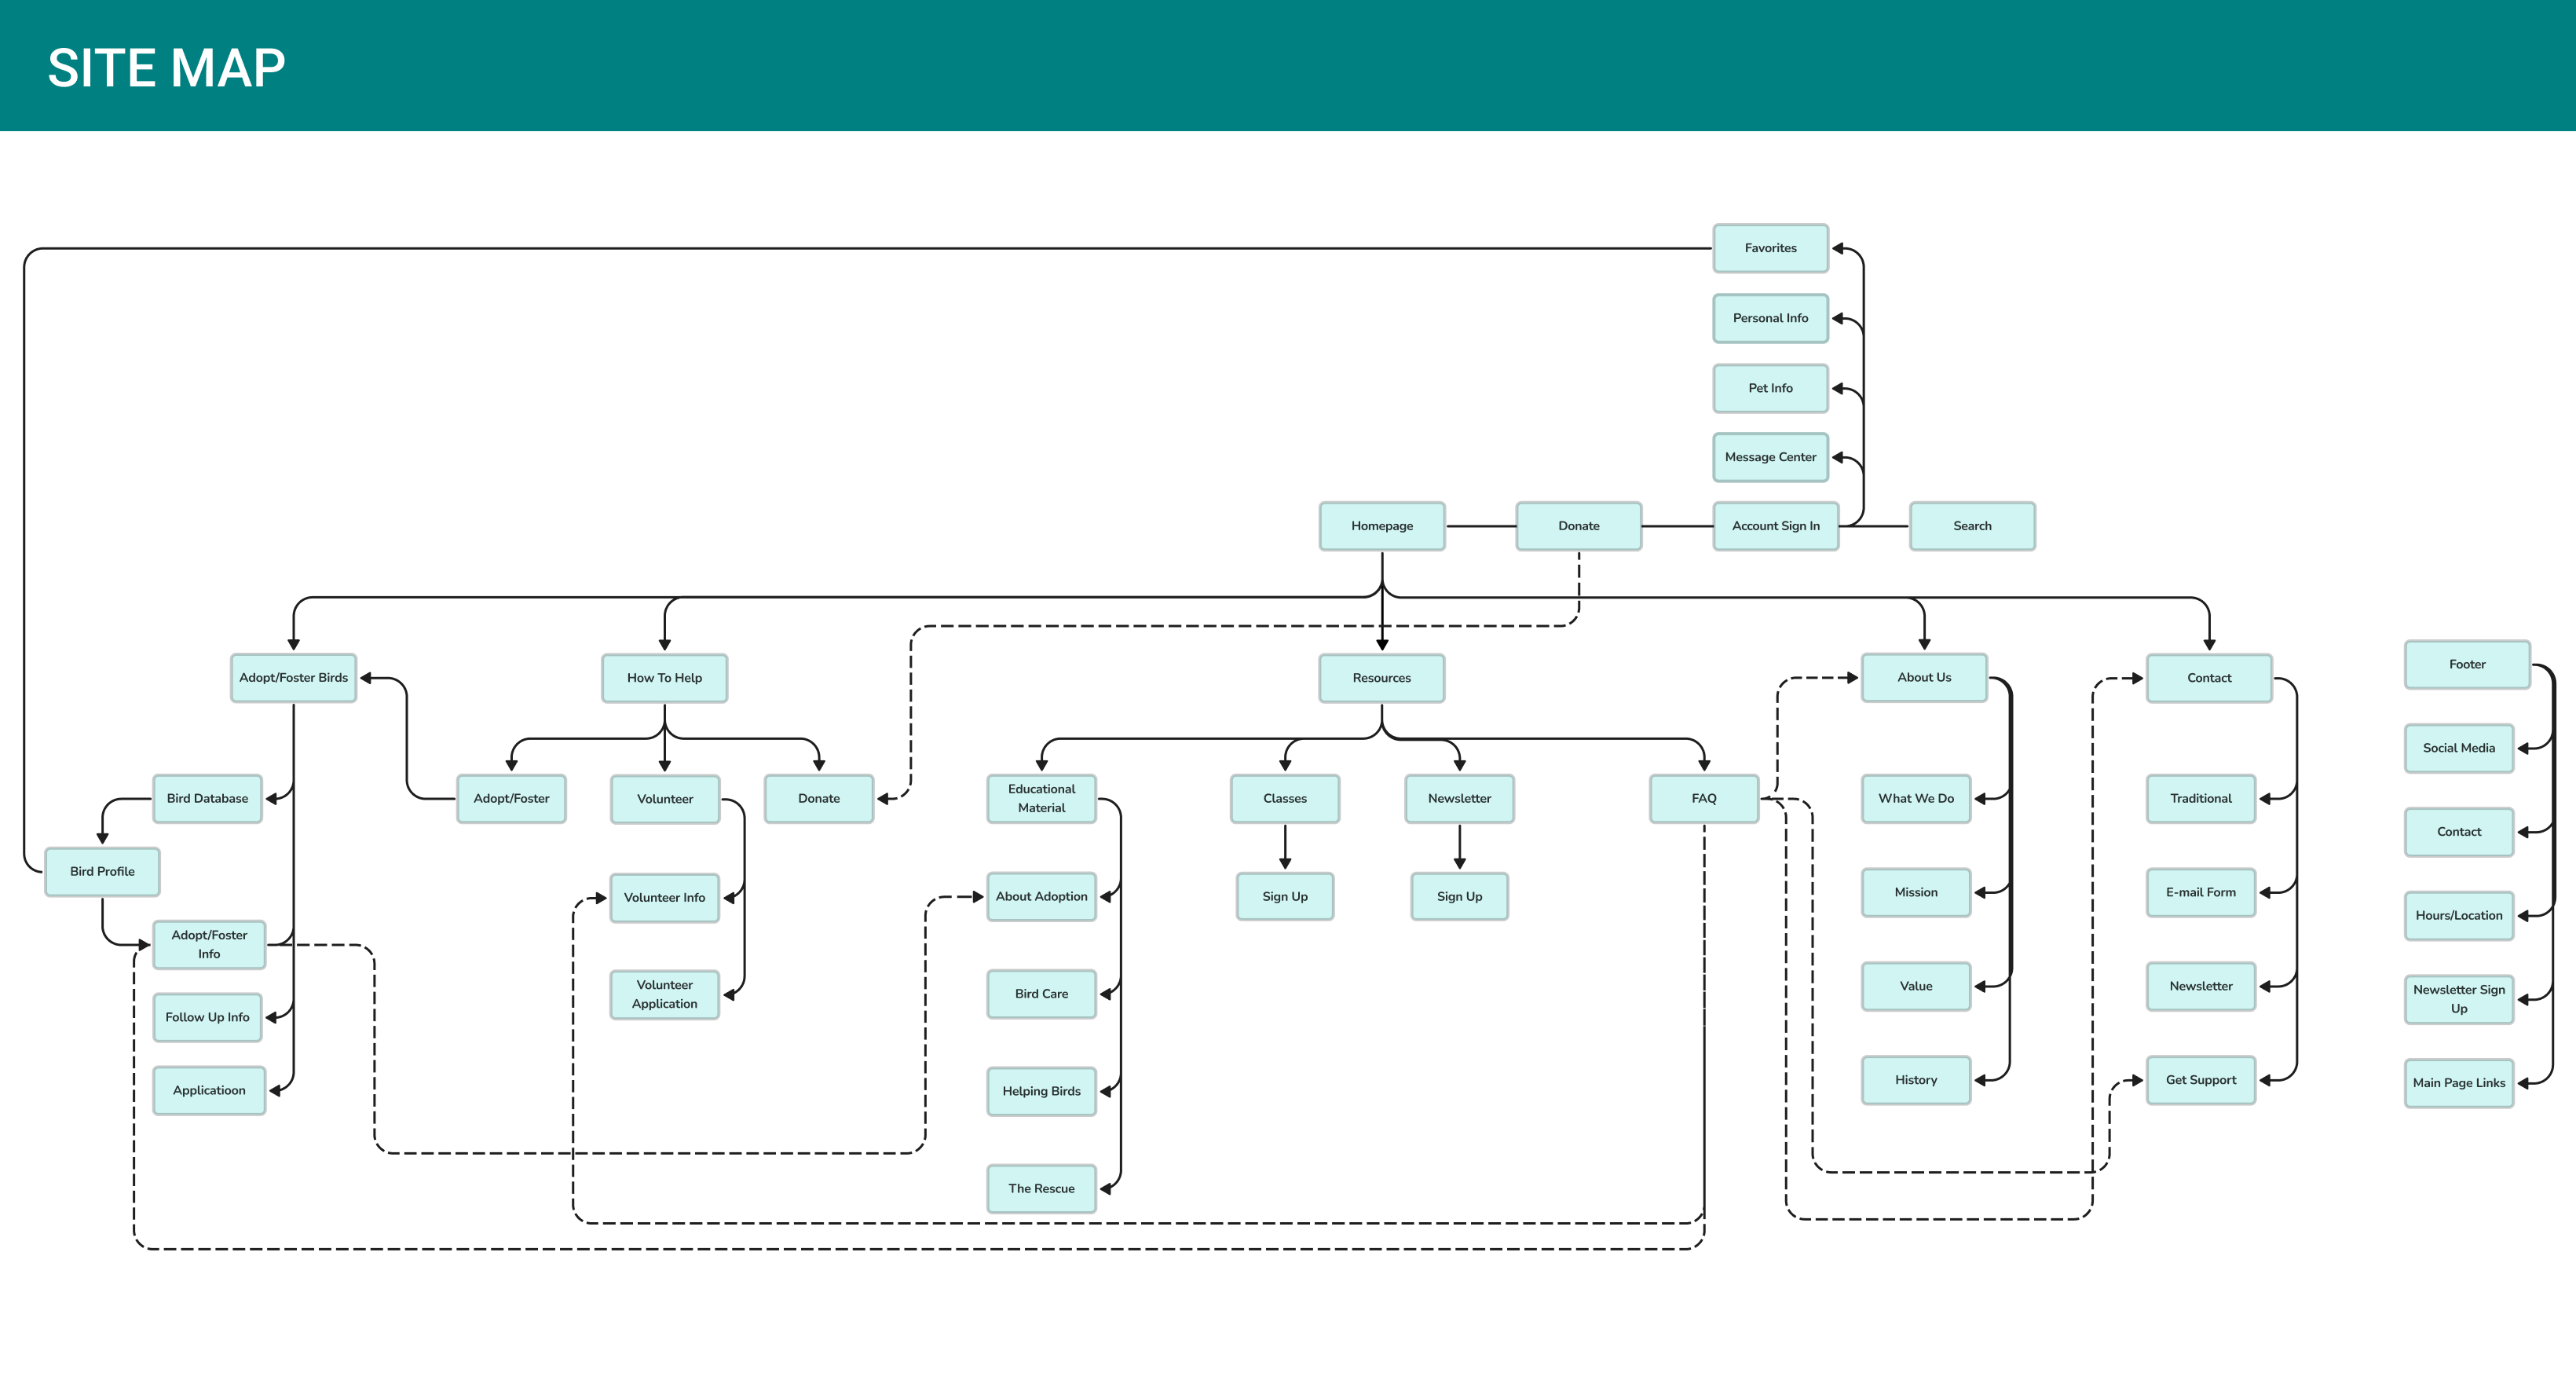 SITE MAP
Favorites
Personal Info
Pet Info
Message Center
Homepage
Donate
Account Sign In
Search
Adopt/Foster Birds
How To Help
Resources
About Us
Contact
Footer
Bird Database
Adopt/Foster
Volunteer
Donate
Educational
Material
Classes
Newsletter
FAQ
What We Do
Traditional
Social Media
Bird Profile
Volunteer Info
About Adoption
Sign Up
Sign Up
Mission
E-mail Form
Contact
Adopt/Foster
Info
Hours/Location
Follow Up Info
Volunteer
Application
Bird Care
Value
Newsletter
Newsletter Sign
Up
Applicatioon
Helping Birds
History
Get Support
Main Page Links
The Rescue